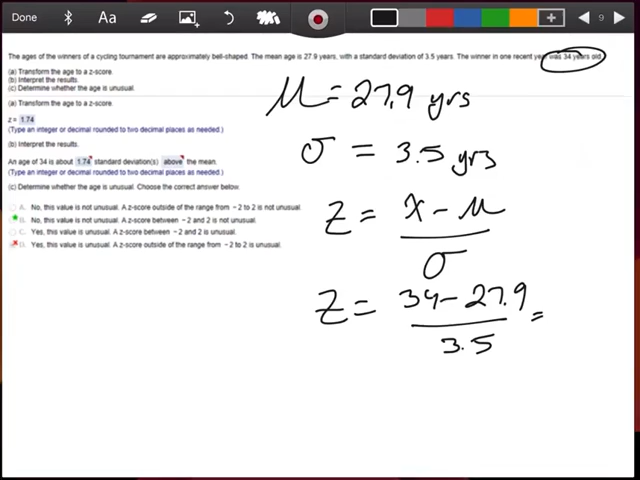 Done
Aa
9
The ages of the winners of a cycling tournament are approximately bell-shaped. The mean age is 27.9 years, with a standard deviation of 3.5 years. The winner in one recent year was 34 years old.
(a) Transform the age to a z-score.
(b) Interpret the results.
(c) Determine whether the age is unusual.
(a) Transform the age to a z-score.
z= 1.74
(Type an integer or decimal rounded to two decimal places as needed.)
(b) Interpret the results.
An age of 34 is about 1.74 standard deviation(s) above the mean.
(Type an integer or decimal rounded to two decimal places as needed.)
(c) Determine whether the age is unusual. Choose the correct answer below.
A. No, this value is not unusual. A z-score outside of the range from −2 to 2 is not unusual.
B. No, this value is not unusual. A z-score between −2 and 2 is not unusual.
C. Yes, this value is unusual. A z-score between −2 and 2 is unusual.
D. Yes, this value is unusual. A z-score outside of the range from −2 to 2 is unusual.
μ = 27.9 yrs
σ = 3.5 yrs
z = x − μ
σ
z = 34 − 27.9 =
3.5